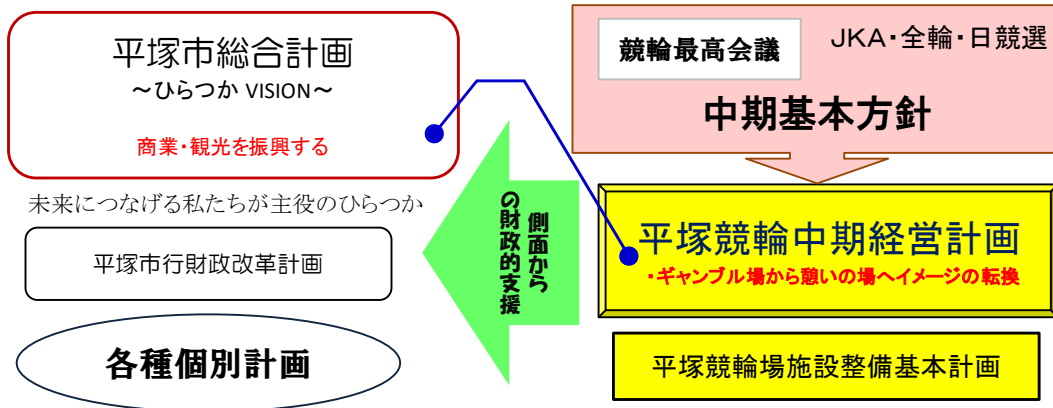 平塚市総合計画
～ひらつか VISION～
商業・観光を振興する
未来につなげる私たちが主役のひらつか
平塚市行財政改革計画
各種個別計画
側面から
の財政的支援
競輪最高会議
JKA・全輪・日競選
中期基本方針
平塚競輪中期経営計画
・ギャンブル場から憩いの場へイメージの転換
平塚競輪場施設整備基本計画